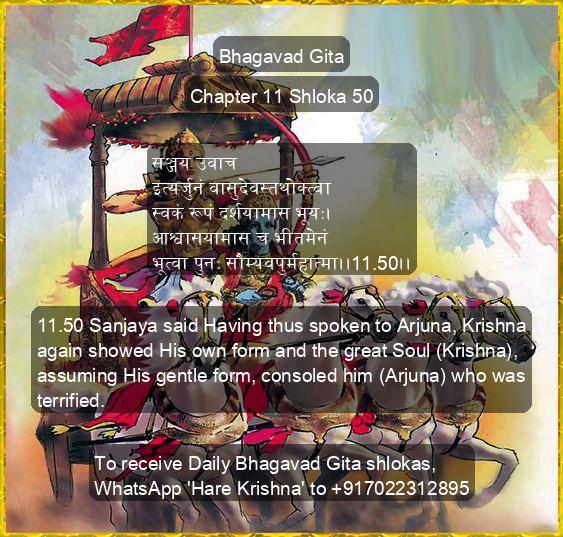 Bhagavad Gita
Chapter 11 Shloka 50
सञ्जय उवाच
इत्यर्जुनं वासुदेवस्तथोक्त्वा
स्वकं रूपं दर्शयामास भूयः।
आश्वासयामास च भीतमेनं
भूत्वा पुनः सौम्यवपुर्महात्मा।।11.50।।
11.50 Sanjaya said Having thus spoken to Arjuna, Krishna
again showed His own form and the great Soul (Krishna),
assuming His gentle form, consoled him (Arjuna) who was
terrified.
To receive Daily Bhagavad Gita shlokas,
WhatsApp 'Hare Krishna' to +917022312895